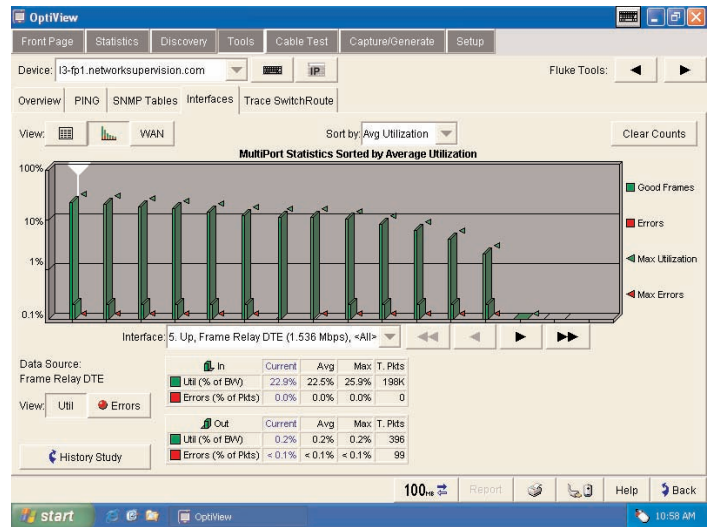 OptiView
Front Page Statistics Discovery Tools Cable Test Capture/Generate Setup
Device: l3-fp1.networksupervision.com IP Fluke Tools:
Overview PING SNMP Tables Interfaces Trace SwitchRoute
View: WAN Sort by: Avg Utilization Clear Counts
MultiPort Statistics Sorted by Average Utilization
100%
10%
1%
0.1%
Good Frames
Errors
Max Utilization
Max Errors
Interface: 5. Up, Frame Relay DTE (1.536 Mbps), <All>
Data Source:
Frame Relay DTE
View: Util Errors
History Study
In Current Avg Max T. Pkts
Util (% of BW) 22.9% 22.5% 25.9% 198K
Errors (% of Pkts) 0.0% 0.0% 0.0% 0
Out Current Avg Max T. Pkts
Util (% of BW) 0.2% 0.2% 0.2% 396
Errors (% of Pkts) < 0.1% < 0.1% < 0.1% 99
100MB Report Help Back
start OptiView 10:58 AM